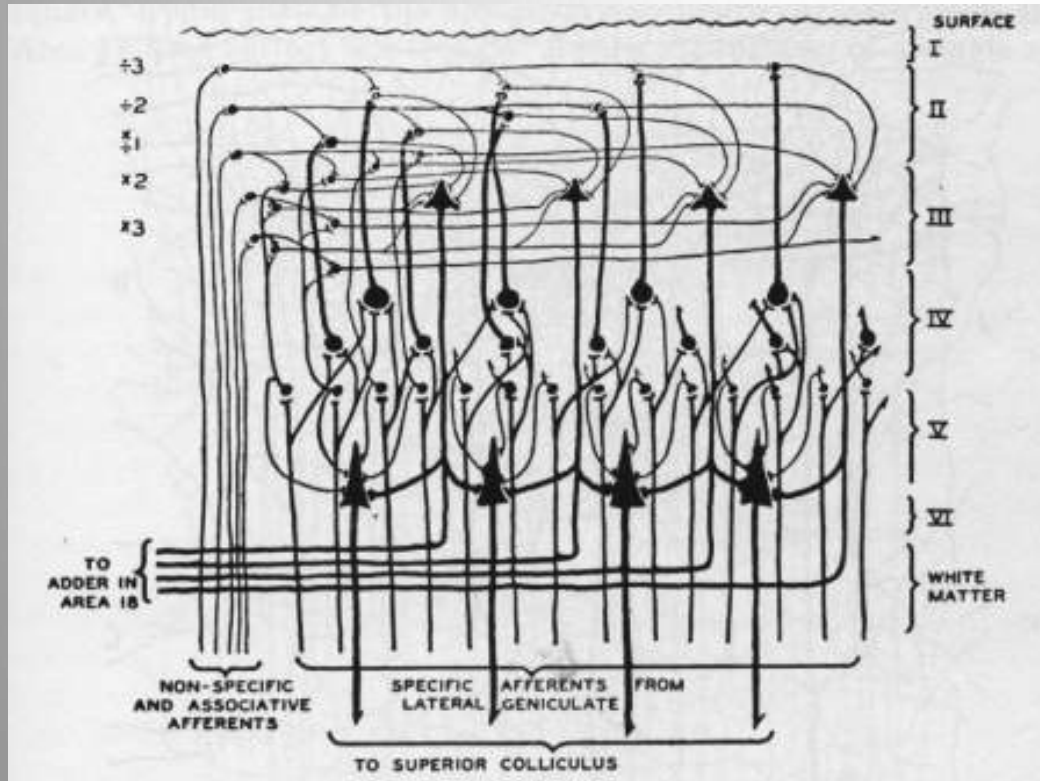 SURFACE
I
÷3
÷2
II
÷1
×2
III
×3
IV
V
VI
TO
ADDER IN
AREA 18
WHITE
MATTER
NON-SPECIFIC
AND ASSOCIATIVE
AFFERENTS
SPECIFIC AFFERENTS FROM
LATERAL GENICULATE
TO SUPERIOR COLLICULUS